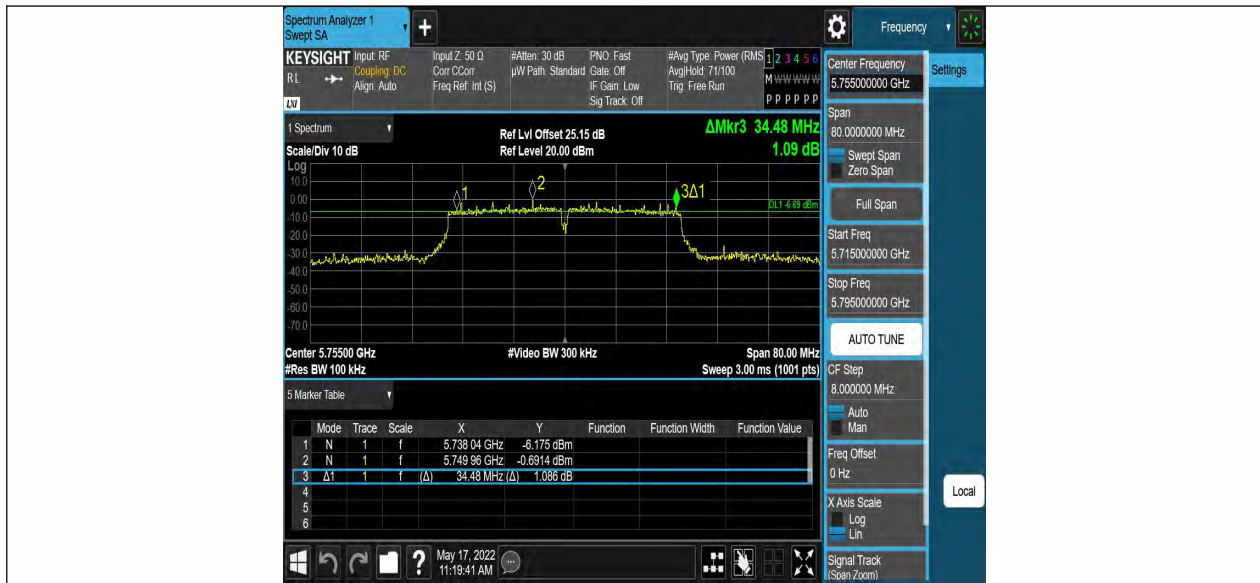 Spectrum Analyzer 1
Swept SA
+
Frequency
KEYSIGHT
RL
LXI
Input: RF
Coupling: DC
Align: Auto
Input Z: 50 Ω
Corr CCorr
Freq Ref: Int (S)
#Atten: 30 dB
µW Path: Standard
PNO: Fast
Gate: Off
IF Gain: Low
Sig Track: Off
#Avg Type: Power (RMS
Avg|Hold: 71/100
Trig: Free Run
1 2 3 4 5 6
M W W W W W
P P P P P P
1 Spectrum
Scale/Div 10 dB
Ref Lvl Offset 25.15 dB
Ref Level 20.00 dBm
ΔMkr3 34.48 MHz
1.09 dB
Log
10.0
0.00
-10.0
-20.0
-30.0
-40.0
-50.0
-60.0
-70.0
1
2
3Δ1
DL1 -6.69 dBm
Center 5.75500 GHz
#Res BW 100 kHz
#Video BW 300 kHz
Span 80.00 MHz
Sweep 3.00 ms (1001 pts)
5 Marker Table
Mode Trace Scale X Y Function Function Width Function Value
1 N 1 f 5.738 04 GHz -6.175 dBm
2 N 1 f 5.749 96 GHz -0.6914 dBm
3 Δ1 1 f (Δ) 34.48 MHz (Δ) 1.086 dB
4
5
6
?
May 17, 2022
11:19:41 AM
Center Frequency
5.755000000 GHz
Settings
Span
80.0000000 MHz
Swept Span
Zero Span
Full Span
Start Freq
5.715000000 GHz
Stop Freq
5.795000000 GHz
AUTO TUNE
CF Step
8.000000 MHz
Auto
Man
Freq Offset
0 Hz
X Axis Scale
Log
Lin
Signal Track
(Span Zoom)
Local